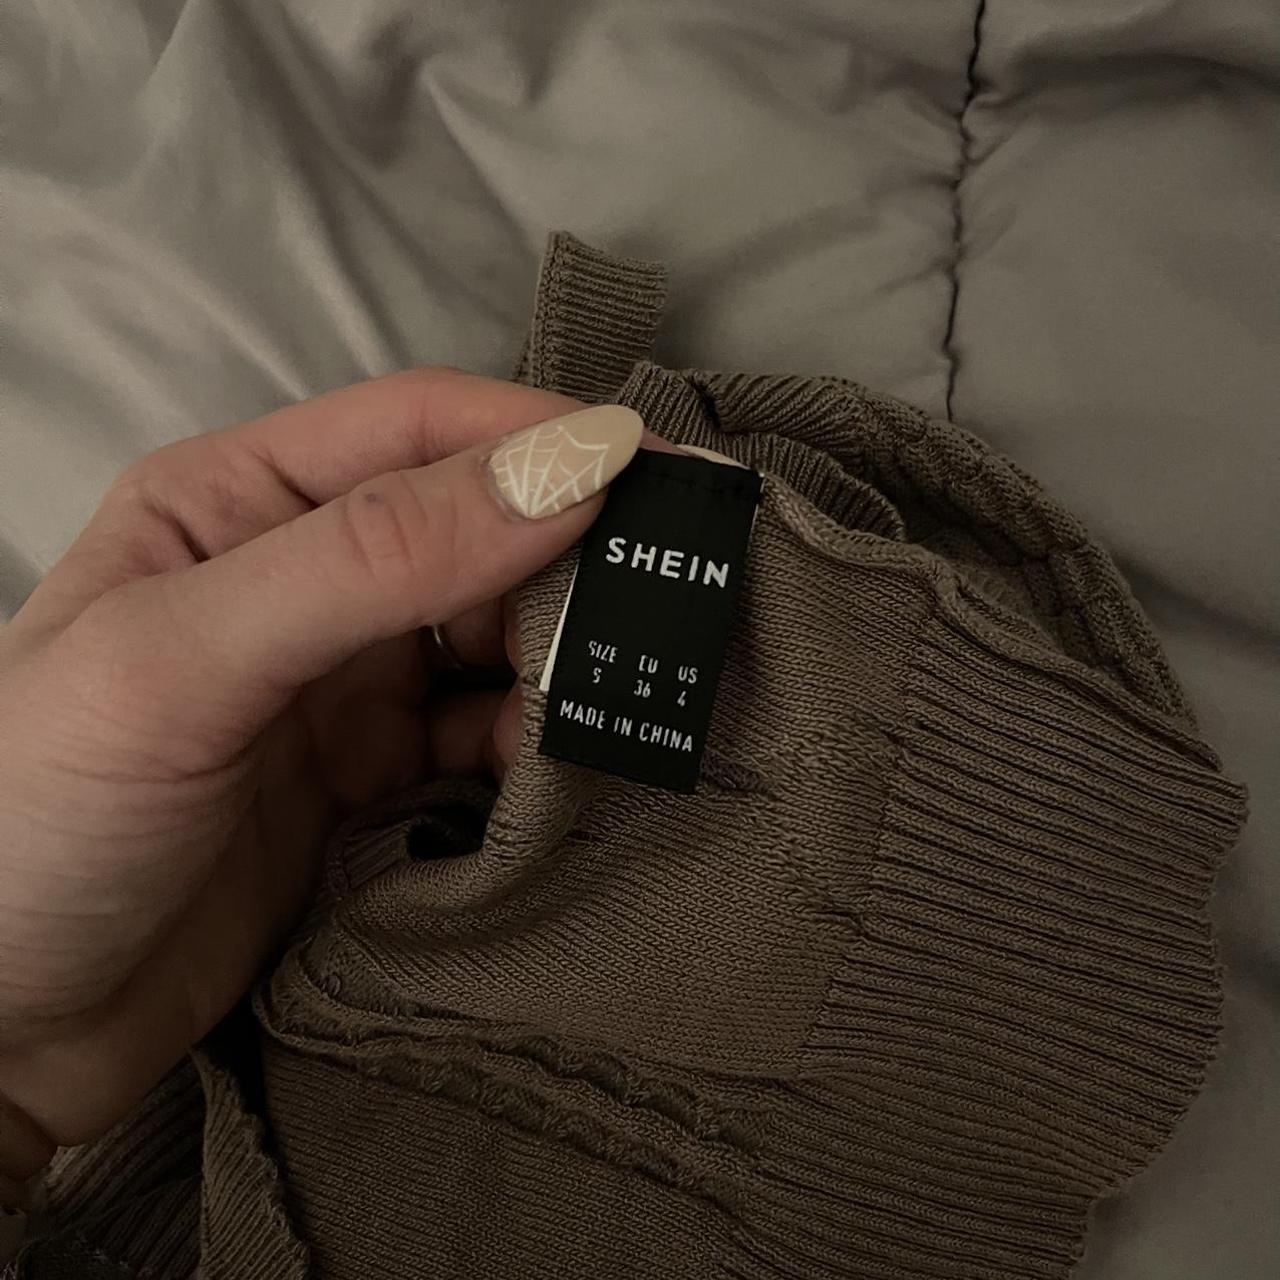 SHEIN
SIZE EU US
S 36 4
MADE IN CHINA